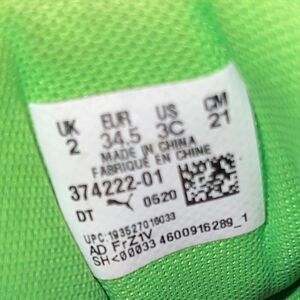 UK EUR US CM
2 34.5 3C 21
MADE IN CHINA
FABRIQUÉ EN CHINE
374222-01
DT 0520
UPC:193527016033
AD FrZ1V
SH<00033 4600916289_1